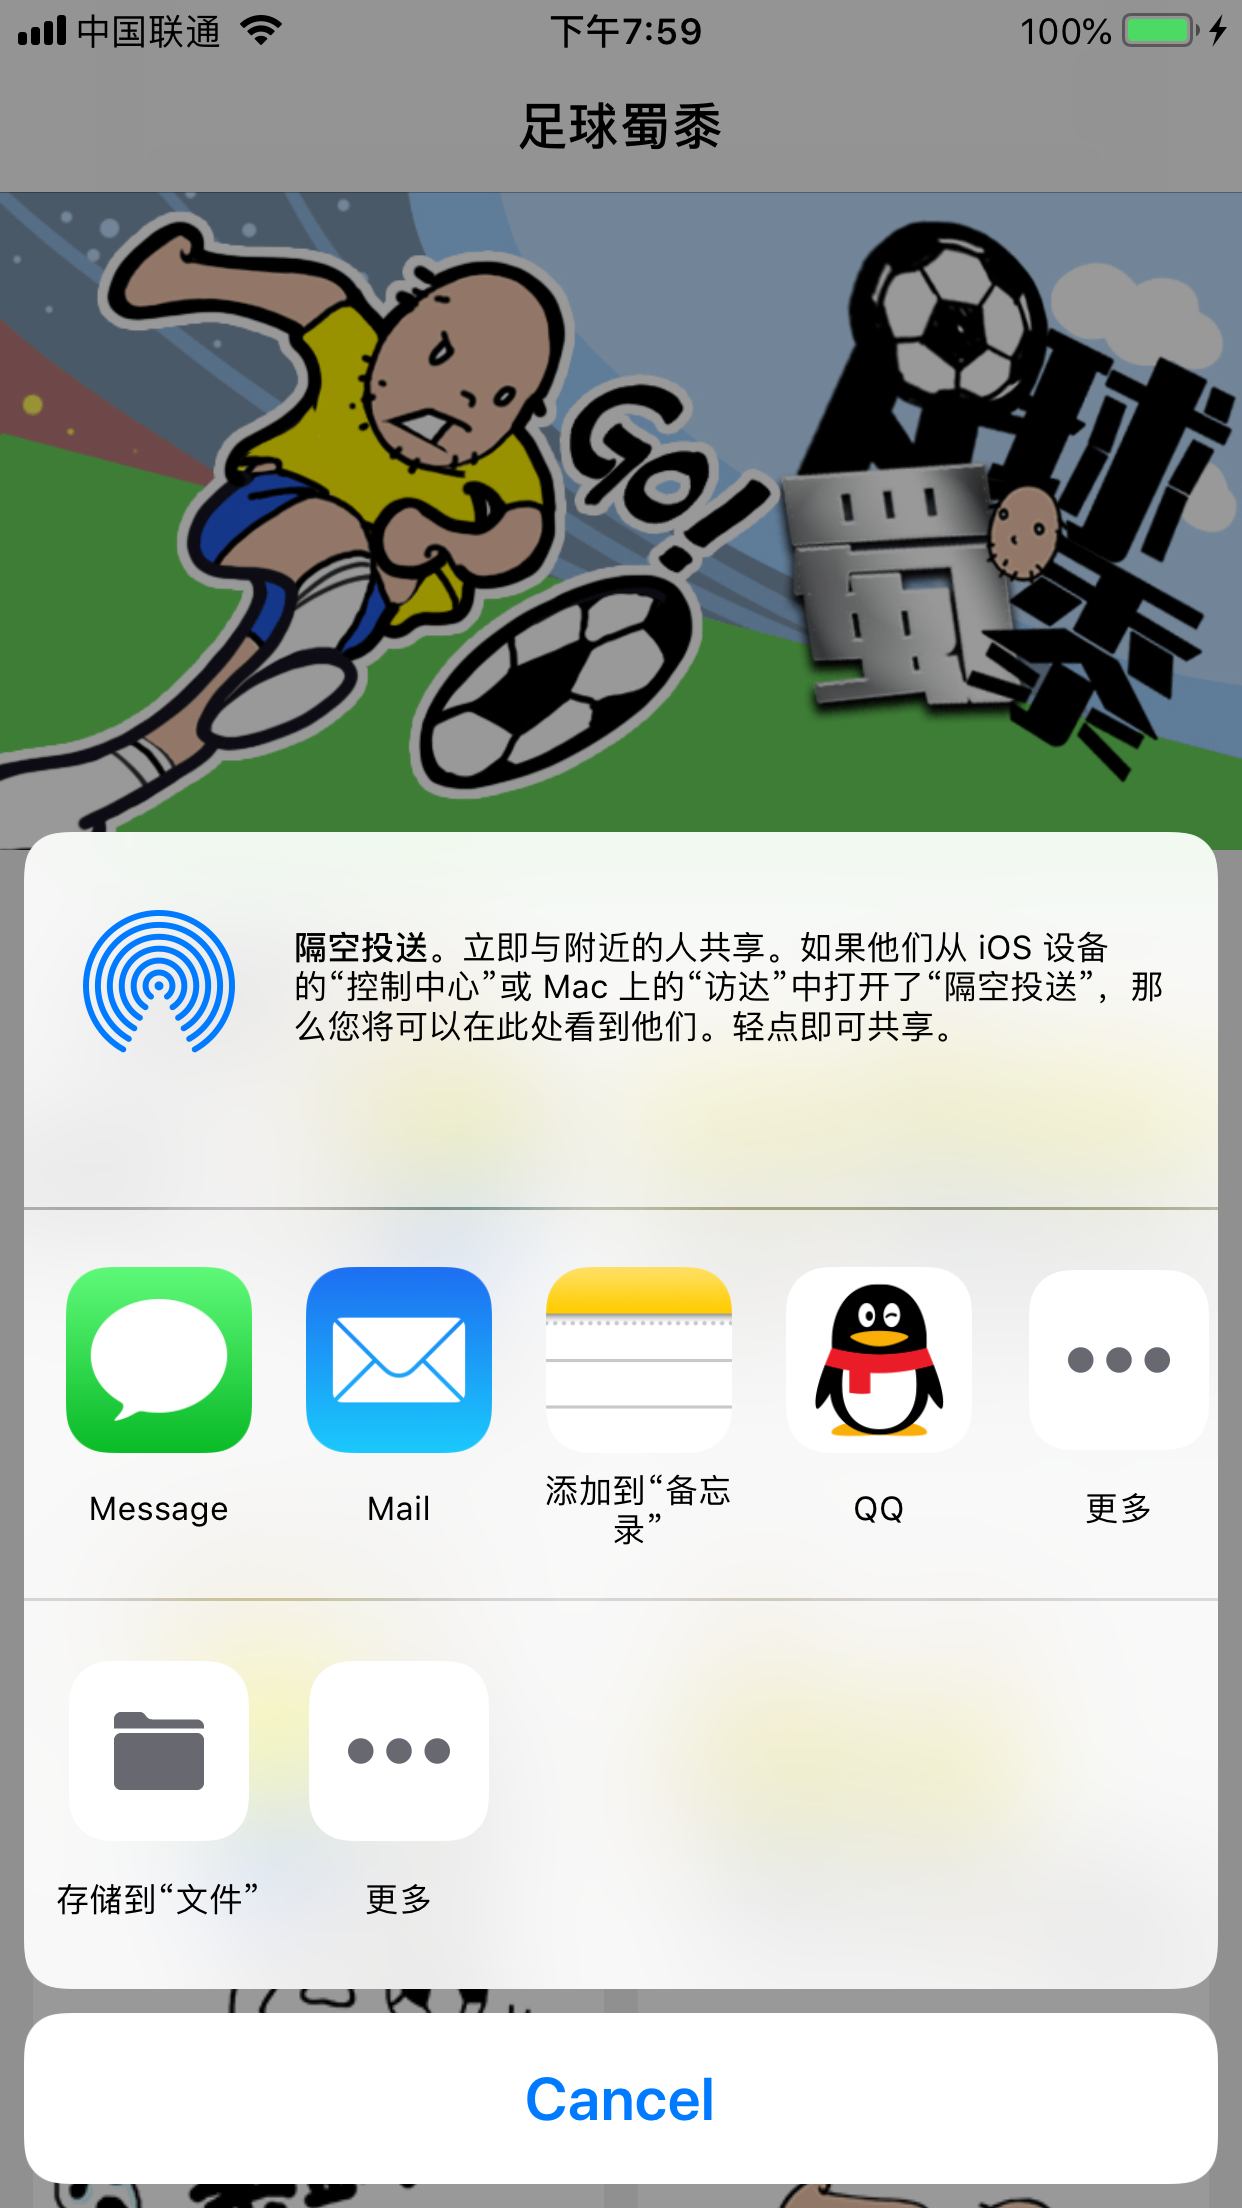 中国联通
下午7:59
100%
足球蜀黍
GO!
足球
蜀黍
隔空投送。立即与附近的人共享。如果他们从 iOS 设备
的“控制中心”或 Mac 上的“访达”中打开了“隔空投送”，那
么您将可以在此处看到他们。轻点即可共享。
Message
Mail
添加到“备忘
录”
QQ
更多
存储到“文件”
更多
Cancel